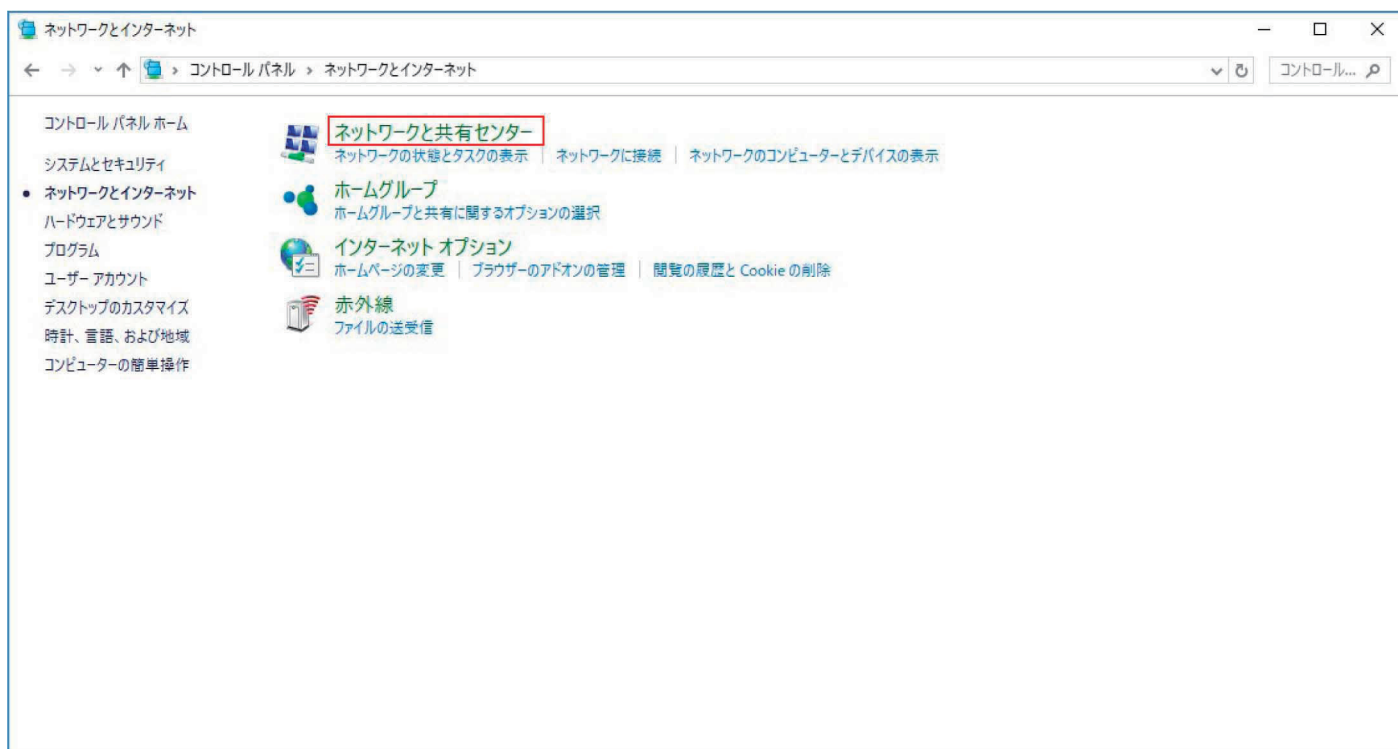 ネットワークとインターネット
コントロール パネル › ネットワークとインターネット
コントロール...
コントロール パネル ホーム
システムとセキュリティ
ネットワークとインターネット
ハードウェアとサウンド
プログラム
ユーザー アカウント
デスクトップのカスタマイズ
時計、言語、および地域
コンピューターの簡単操作
ネットワークと共有センター
ネットワークの状態とタスクの表示 | ネットワークに接続 | ネットワークのコンピューターとデバイスの表示
ホームグループ
ホームグループと共有に関するオプションの選択
インターネット オプション
ホームページの変更 | ブラウザーのアドオンの管理 | 閲覧の履歴と Cookie の削除
赤外線
ファイルの送受信